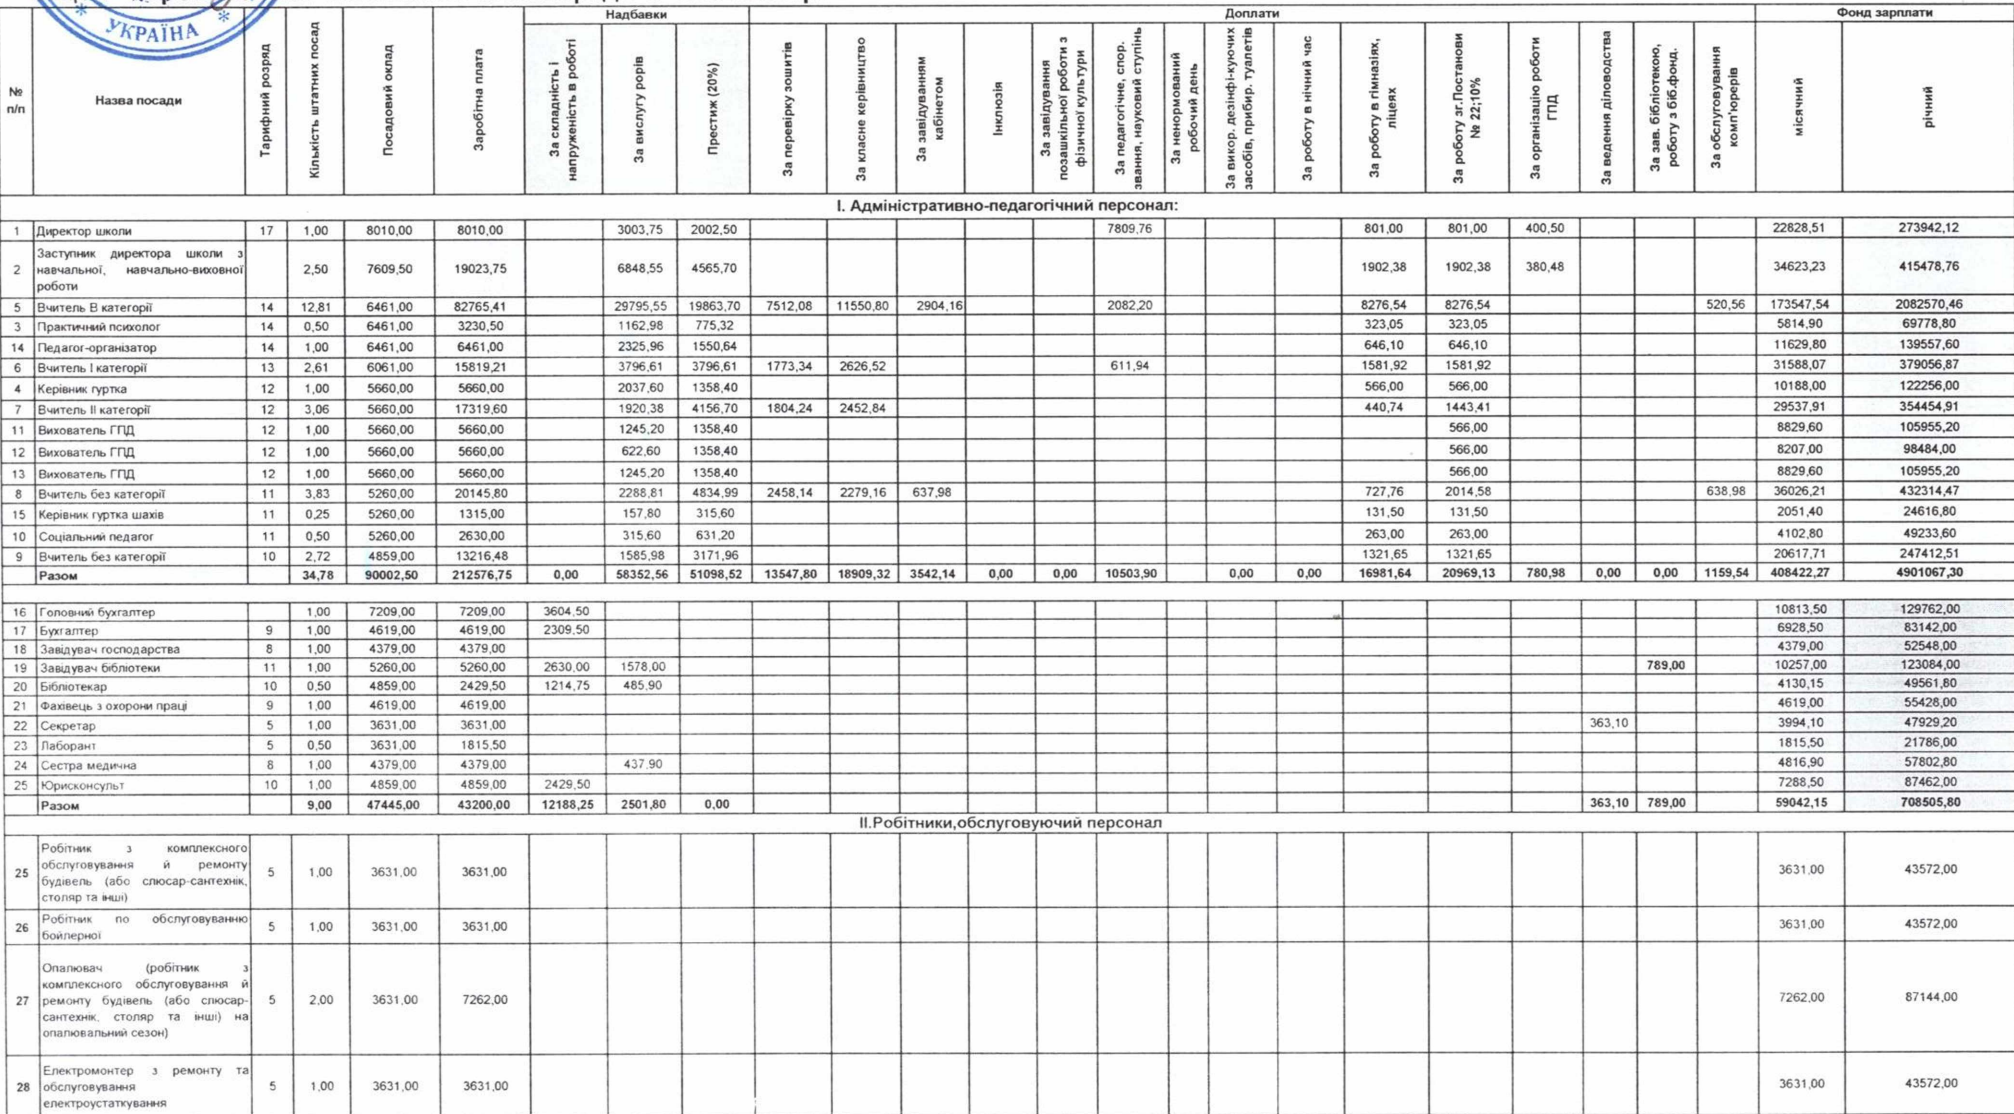 УКРАЇНА
Надбавки Доплати Фонд зарплати
№ п/п
Назва посади
Тарифний розряд
Кількість штатних посад
Посадовий оклад
Заробітна плата
За складність і напруженість в роботі
За вислугу рорів
Престиж (20%)
За перевірку зошитів
За класне керівництво
За завідуванням кабінетом
Інклюзія
За завідування позашкільної роботи з фізичної культури
За педагогічне, спор. звання, науковий ступінь
За ненормований робочий день
За викор. дезінфі-куючих засобів, прибир. туалетів
За роботу в нічний час
За роботу в гімназіях, ліцеях
За роботу зг.Постанови № 22;10%
За організацію роботи ГПД
За ведення діловодства
За зав. бібліотекою, роботу з біб.фонд.
За обслуговування комп'юрерів
місячний
річний
І. Адміністративно-педагогічний персонал:
1 Директор школи 17 1,00 8010,00 8010,00 3003,75 2002,50 7809,76 801,00 801,00 400,50 22828,51 273942,12
2 Заступник директора школи з навчальної, навчально-виховної роботи 2,50 7609,50 19023,75 6848,55 4565,70 1902,38 1902,38 380,48 34623,23 415478,76
5 Вчитель В категорії 14 12,81 6461,00 82765,41 29795,55 19863,70 7512,08 11550,80 2904,16 2082,20 8276,54 8276,54 520,56 173547,54 2082570,46
3 Практичний психолог 14 0,50 6461,00 3230,50 1162,98 775,32 323,05 323,05 5814,90 69778,80
14 Педагог-організатор 14 1,00 6461,00 6461,00 2325,96 1550,64 646,10 646,10 11629,80 139557,60
6 Вчитель І категорії 13 2,61 6061,00 15819,21 3796,61 3796,61 1773,34 2626,52 611,94 1581,92 1581,92 31588,07 379056,87
4 Керівник гуртка 12 1,00 5660,00 5660,00 2037,60 1358,40 566,00 566,00 10188,00 122256,00
7 Вчитель ІІ категорії 12 3,06 5660,00 17319,60 1920,38 4156,70 1804,24 2452,84 440,74 1443,41 29537,91 354454,91
11 Вихователь ГПД 12 1,00 5660,00 5660,00 1245,20 1358,40 566,00 8829,60 105955,20
12 Вихователь ГПД 12 1,00 5660,00 5660,00 622,60 1358,40 566,00 8207,00 98484,00
13 Вихователь ГПД 12 1,00 5660,00 5660,00 1245,20 1358,40 566,00 8829,60 105955,20
8 Вчитель без категорії 11 3,83 5260,00 20145,80 2288,81 4834,99 2458,14 2279,16 637,98 727,76 2014,58 638,98 36026,21 432314,47
15 Керівник гуртка шахів 11 0,25 5260,00 1315,00 157,80 315,60 131,50 131,50 2051,40 24616,80
10 Соціальний педагог 11 0,50 5260,00 2630,00 315,60 631,20 263,00 263,00 4102,80 49233,60
9 Вчитель без категорії 10 2,72 4859,00 13216,48 1585,98 3171,96 1321,65 1321,65 20617,71 247412,51
Разом 34,78 90002,50 212576,75 0,00 58352,56 51098,52 13547,80 18909,32 3542,14 0,00 0,00 10503,90 0,00 0,00 16981,64 20969,13 780,98 0,00 0,00 1159,54 408422,27 4901067,30
16 Головний бухгалтер 1,00 7209,00 7209,00 3604,50 10813,50 129762,00
17 Бухгалтер 9 1,00 4619,00 4619,00 2309,50 6928,50 83142,00
18 Завідувач господарства 8 1,00 4379,00 4379,00 4379,00 52548,00
19 Завідувач бібліотеки 11 1,00 5260,00 5260,00 2630,00 1578,00 789,00 10257,00 123084,00
20 Бібліотекар 10 0,50 4859,00 2429,50 1214,75 485,90 4130,15 49561,80
21 Фахівець з охорони праці 9 1,00 4619,00 4619,00 4619,00 55428,00
22 Секретар 5 1,00 3631,00 3631,00 363,10 3994,10 47929,20
23 Лаборант 5 0,50 3631,00 1815,50 1815,50 21786,00
24 Сестра медична 8 1,00 4379,00 4379,00 437,90 4816,90 57802,80
25 Юрисконсульт 10 1,00 4859,00 4859,00 2429,50 7288,50 87462,00
Разом 9,00 47445,00 43200,00 12188,25 2501,80 0,00 363,10 789,00 59042,15 708505,80
ІІ.Робітники,обслуговуючий персонал
25 Робітник з комплексного обслуговування й ремонту будівель (або слюсар-сантехнік, столяр та інші) 5 1,00 3631,00 3631,00 3631,00 43572,00
26 Робітник по обслуговуванню бойлерної 5 1,00 3631,00 3631,00 3631,00 43572,00
27 Опалювач (робітник з комплексного обслуговування й ремонту будівель (або слюсар-сантехнік, столяр та інші) на опалювальний сезон) 5 2,00 3631,00 7262,00 7262,00 87144,00
28 Електромонтер з ремонту та обслуговування електроустаткування 5 1,00 3631,00 3631,00 3631,00 43572,00